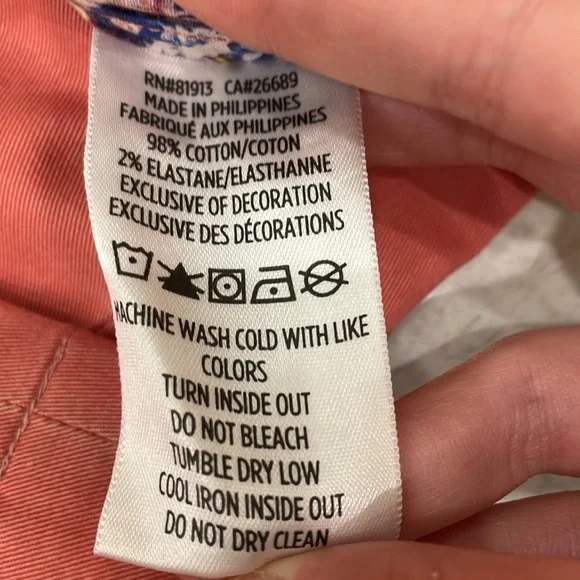 RN#81913 CA#26689
MADE IN PHILIPPINES
FABRIQUÉ AUX PHILIPPINES
98% COTTON/COTON
2% ELASTANE/ELASTHANNE
EXCLUSIVE OF DECORATION
EXCLUSIVE DES DÉCORATIONS
MACHINE WASH COLD WITH LIKE
COLORS
TURN INSIDE OUT
DO NOT BLEACH
TUMBLE DRY LOW
COOL IRON INSIDE OUT
DO NOT DRY CLEAN